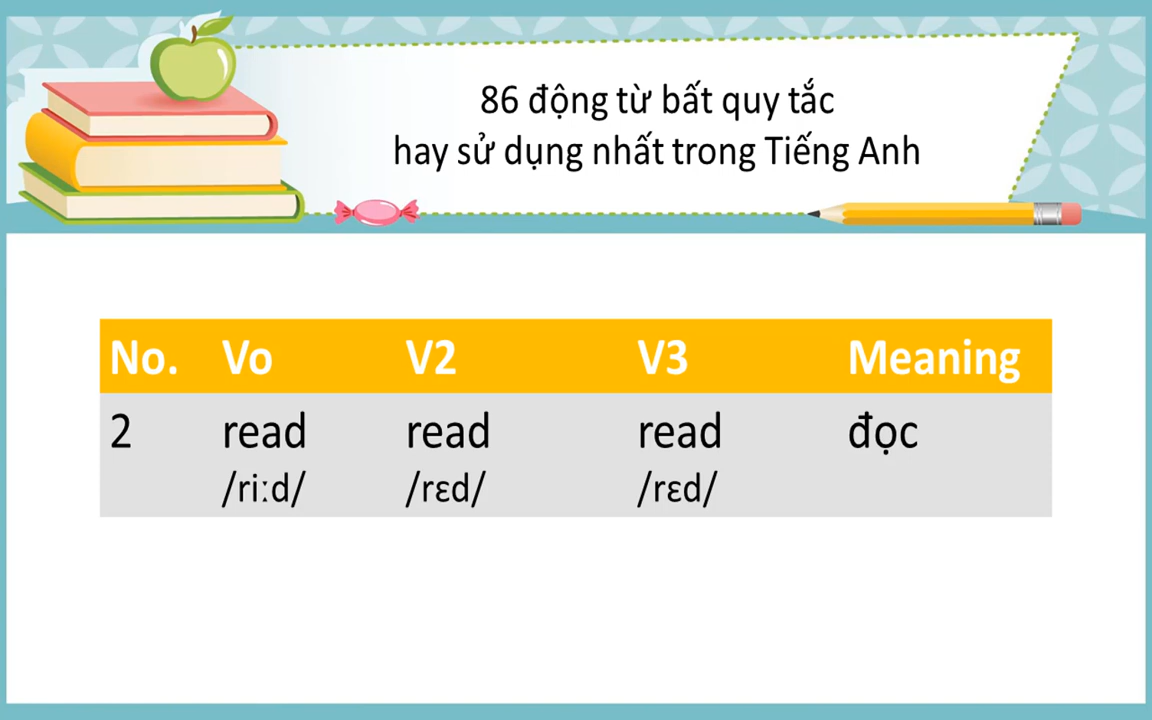 86 động từ bất quy tắc
hay sử dụng nhất trong Tiếng Anh
No. Vo V2 V3 Meaning
2 read read read đọc
/riːd/ /rɛd/ /rɛd/